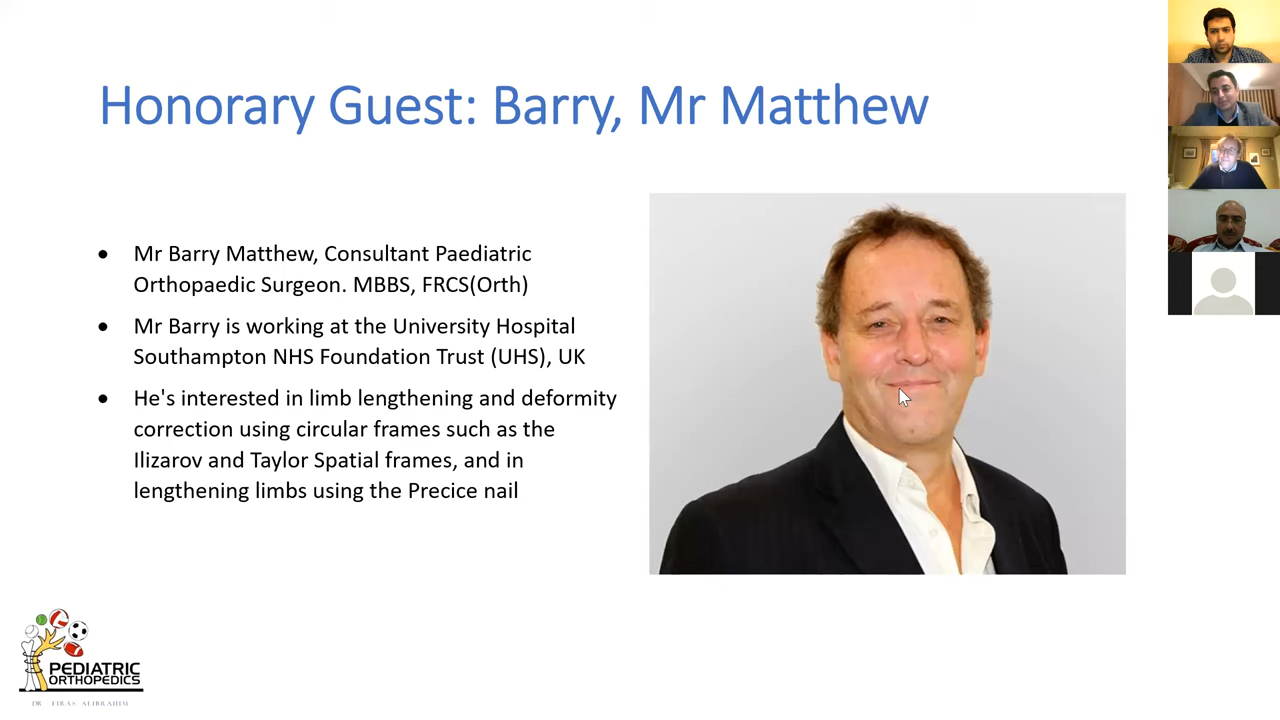 Honorary Guest: Barry, Mr Matthew
● Mr Barry Matthew, Consultant Paediatric
Orthopaedic Surgeon. MBBS, FRCS(Orth)
● Mr Barry is working at the University Hospital
Southampton NHS Foundation Trust (UHS), UK
● He's interested in limb lengthening and deformity
correction using circular frames such as the
Ilizarov and Taylor Spatial frames, and in
lengthening limbs using the Precice nail
PEDIATRIC
ORTHOPEDICS
DR FIRAS ALIBRAHIM